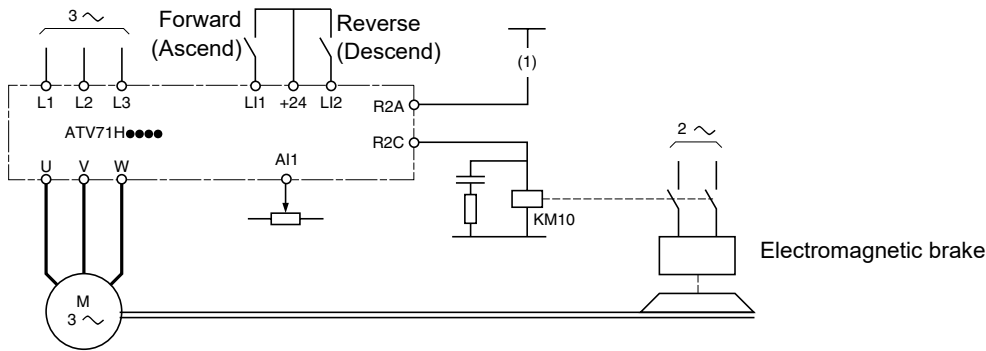 3 ~
Forward
(Ascend)
Reverse
(Descend)
(1)
L1 L2 L3 LI1 +24 LI2
R2A
ATV71H●●●●
R2C
2 ~
U V W
AI1
KM10
Electromagnetic brake
M
3 ~